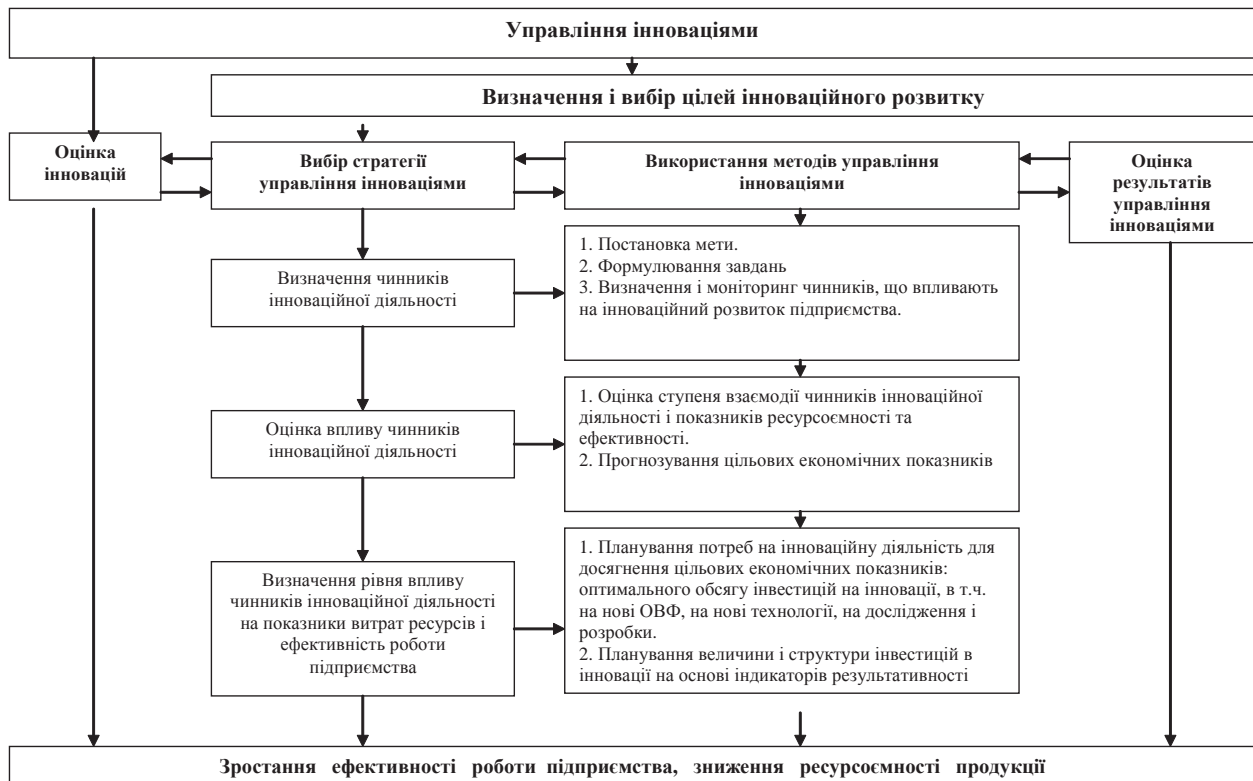 Управління інноваціями
Визначення і вибір цілей інноваційного розвитку
Оцінка
інновацій
Вибір стратегії
управління інноваціями
Використання методів управління
інноваціями
Оцінка
результатів
управління
інноваціями
Визначення чинників
інноваційної діяльності
1. Постановка мети.
2. Формулювання завдань
3. Визначення і моніторинг чинників, що впливають
на інноваційний розвиток підприємства.
Оцінка впливу чинників
інноваційної діяльності
1. Оцінка ступеня взаємодії чинників інноваційної
діяльності і показників ресурсоємності та
ефективності.
2. Прогнозування цільових економічних показників
Визначення рівня впливу
чинників інноваційної діяльності
на показники витрат ресурсів і
ефективність роботи
підприємства
1. Планування потреб на інноваційну діяльність для
досягнення цільових економічних показників:
оптимального обсягу інвестицій на інновації, в т.ч.
на нові ОВФ, на нові технології, на дослідження і
розробки.
2. Планування величини і структури інвестицій в
інновації на основі індикаторів результативності
Зростання ефективності роботи підприємства, зниження ресурсоємності продукції